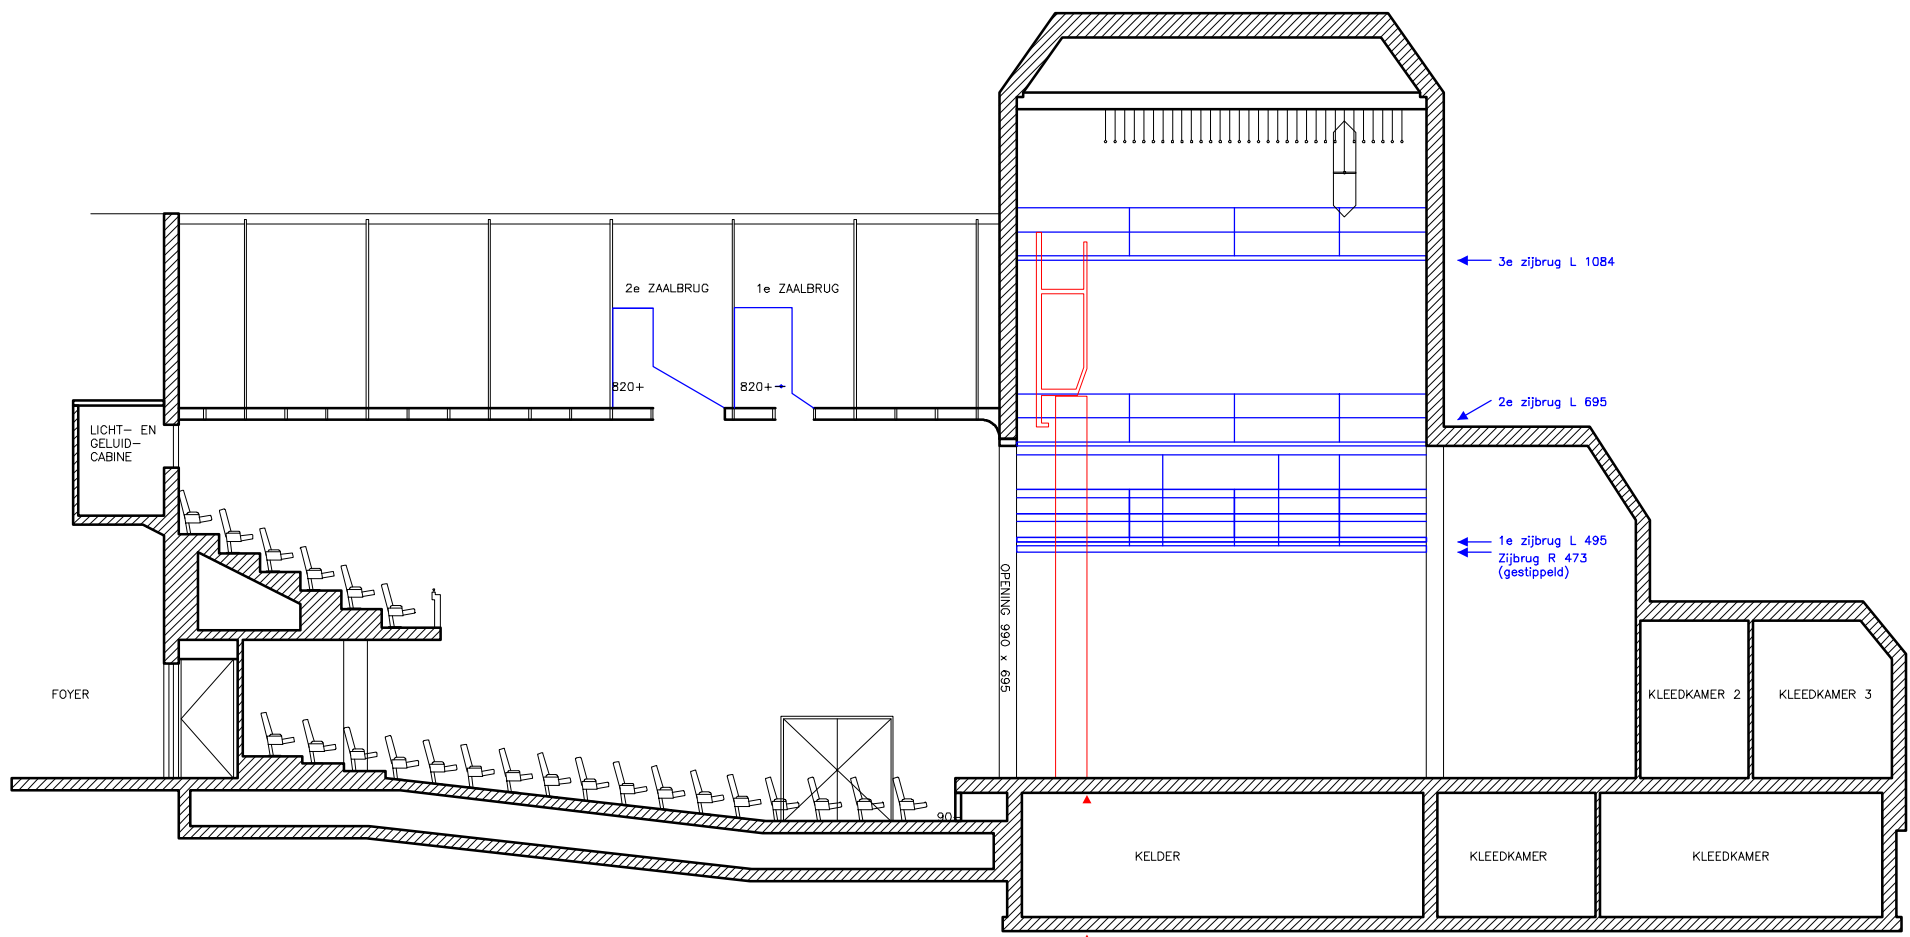 3e zijbrug L 1084
2e ZAALBRUG
1e ZAALBRUG
820+
820+
2e zijbrug L 695
LICHT- EN
GELUID-
CABINE
1e zijbrug L 495
Zijbrug R 473
(gestippeld)
OPENING 990 x 695
FOYER
KLEEDKAMER 2
KLEEDKAMER 3
90-
KELDER
KLEEDKAMER
KLEEDKAMER